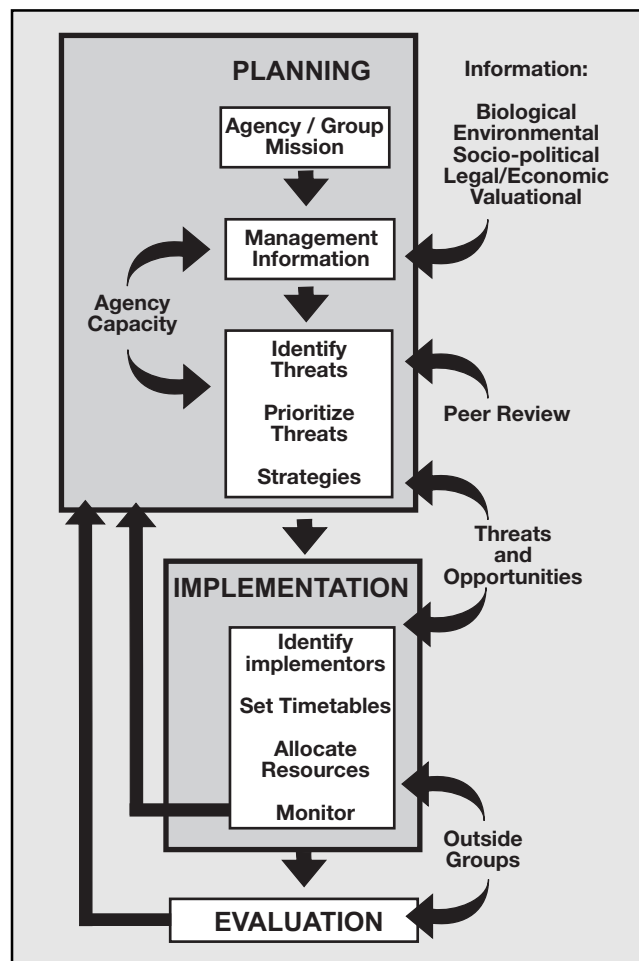 PLANNING
Information:
Biological
Environmental
Socio-political
Legal/Economic
Valuational
Agency / Group
Mission
Management
Information
Agency
Capacity
Identify
Threats
Prioritize
Threats
Strategies
Peer Review
Threats
and
Opportunities
IMPLEMENTATION
Identify
implementors
Set Timetables
Allocate
Resources
Monitor
Outside
Groups
EVALUATION